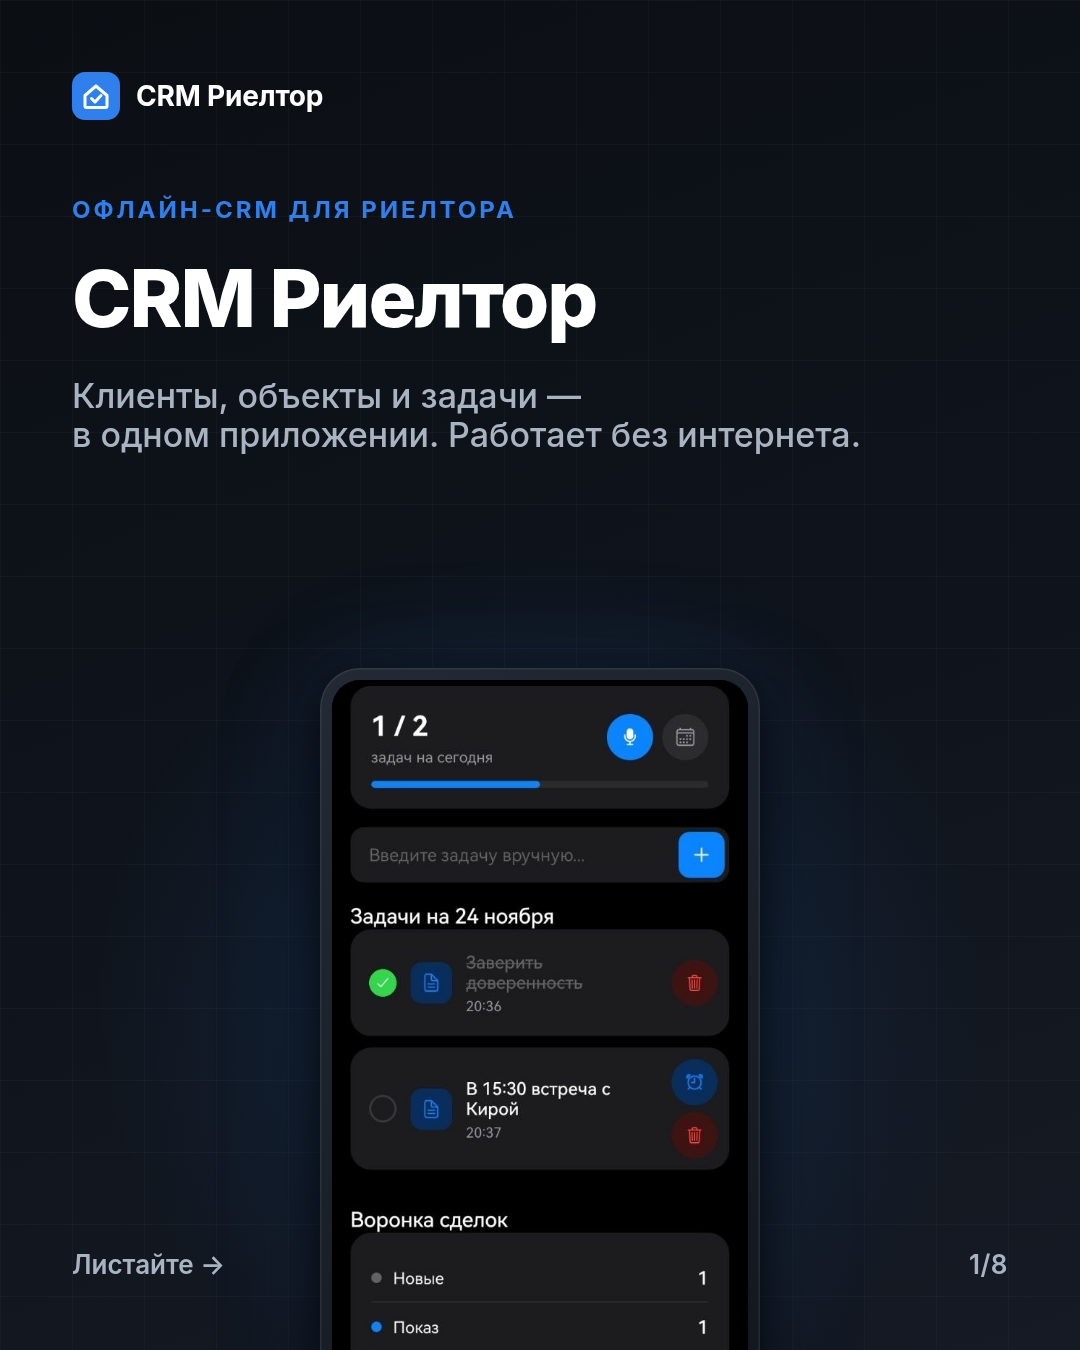 CRM Риелтор
ОФЛАЙН-CRM ДЛЯ РИЕЛТОРА
CRM Риелтор
Клиенты, объекты и задачи —
в одном приложении. Работает без интернета.
1 / 2
задач на сегодня
Введите задачу вручную...
Задачи на 24 ноября
Заверить
доверенность
20:36
В 15:30 встреча с
Кирой
20:37
Воронка сделок
Новые 1
Показ 1
Листайте →
1/8